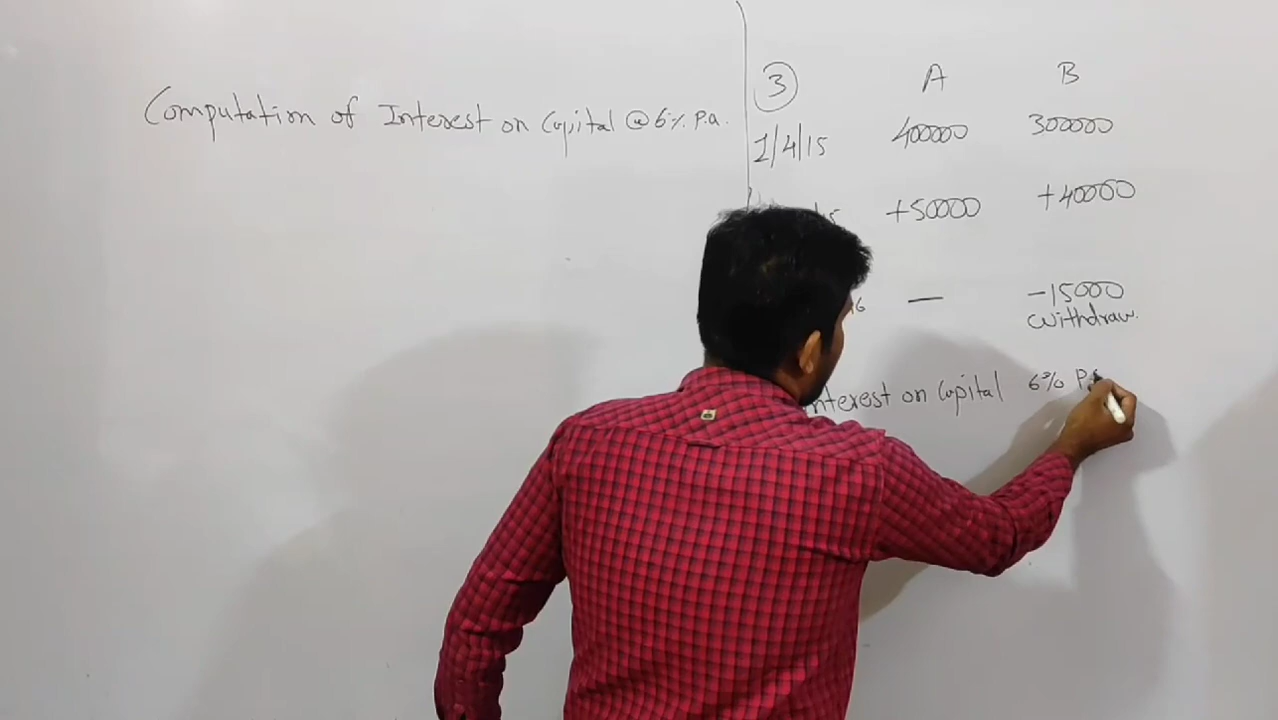 Computation of Interest on Capital @ 6% P.a.
3 A B
1/4/15 400000 300000
+50000 +40000
— -15000
Withdraw.
Interest on Capital 6% P.